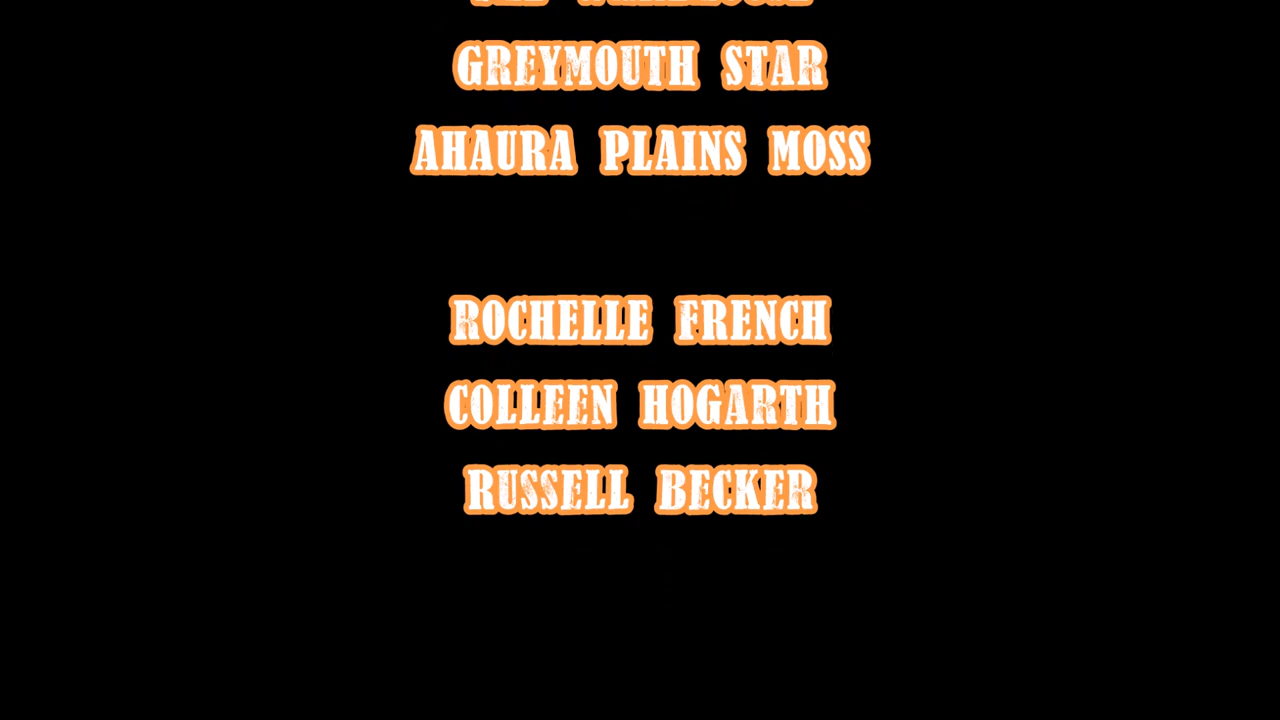 GREYMOUTH STAR
AHAURA PLAINS MOSS
ROCHELLE FRENCH
COLLEEN HOGARTH
RUSSELL BECKER